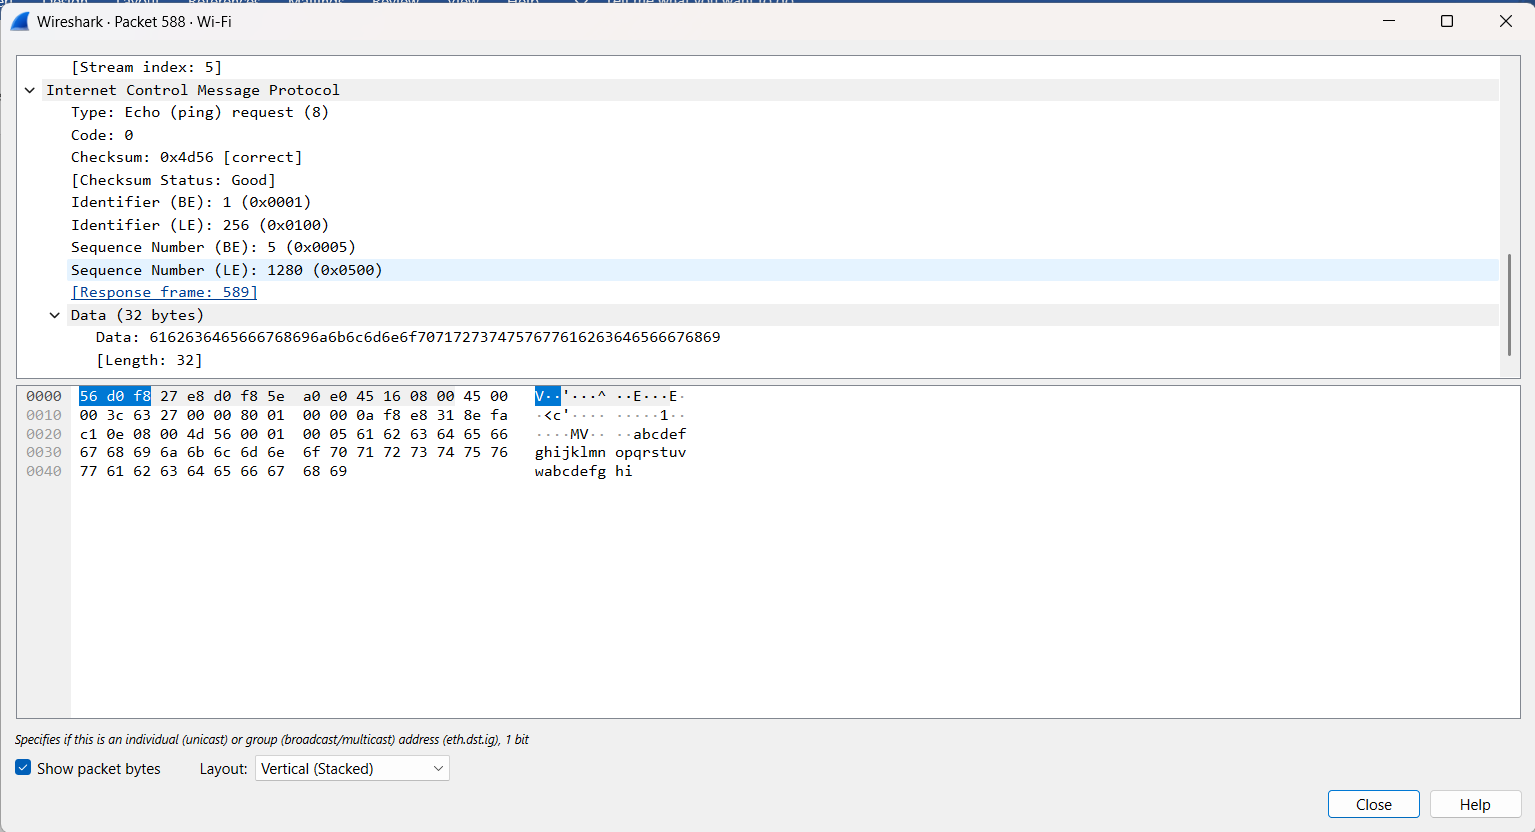 Wireshark · Packet 588 · Wi-Fi
[Stream index: 5]
Internet Control Message Protocol
Type: Echo (ping) request (8)
Code: 0
Checksum: 0x4d56 [correct]
[Checksum Status: Good]
Identifier (BE): 1 (0x0001)
Identifier (LE): 256 (0x0100)
Sequence Number (BE): 5 (0x0005)
Sequence Number (LE): 1280 (0x0500)
[Response frame: 589]
Data (32 bytes)
Data: 6162636465666768696a6b6c6d6e6f7071727374757677616263646566676869
[Length: 32]
0000 56 d0 f8 27 e8 d0 f8 5e a0 e0 45 16 08 00 45 00 V··'···^ ··E···E·
0010 00 3c 63 27 00 00 80 01 00 00 0a f8 e8 31 8e fa ·<c'···· ·····1··
0020 c1 0e 08 00 4d 56 00 01 00 05 61 62 63 64 65 66 ····MV·· ··abcdef
0030 67 68 69 6a 6b 6c 6d 6e 6f 70 71 72 73 74 75 76 ghijklmn opqrstuv
0040 77 61 62 63 64 65 66 67 68 69 wabcdefg hi
Specifies if this is an individual (unicast) or group (broadcast/multicast) address (eth.dst.ig), 1 bit
Show packet bytes Layout: Vertical (Stacked)
Close Help